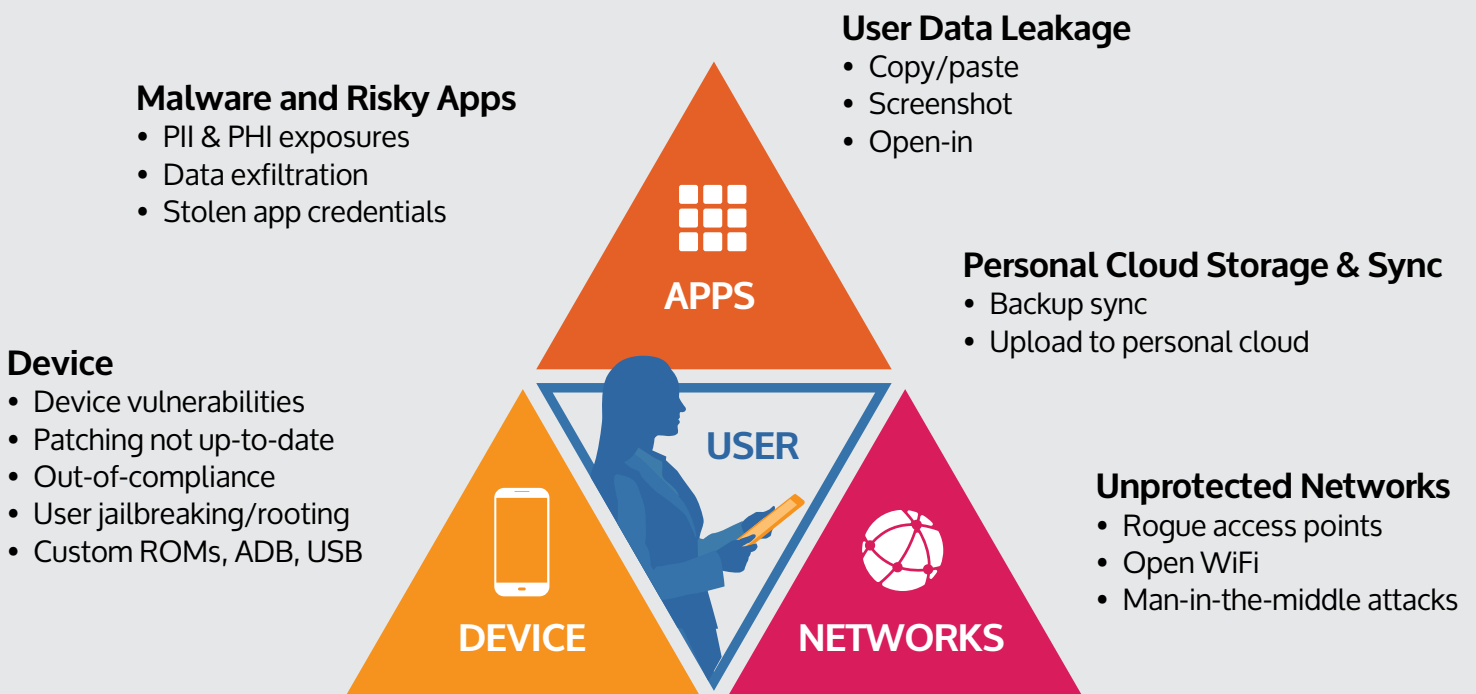 User Data Leakage
• Copy/paste
• Screenshot
• Open-in
Malware and Risky Apps
• PII & PHI exposures
• Data exfiltration
• Stolen app credentials
APPS
Personal Cloud Storage & Sync
• Backup sync
• Upload to personal cloud
Device
• Device vulnerabilities
• Patching not up-to-date
• Out-of-compliance
• User jailbreaking/rooting
• Custom ROMs, ADB, USB
USER
Unprotected Networks
• Rogue access points
• Open WiFi
• Man-in-the-middle attacks
DEVICE
NETWORKS